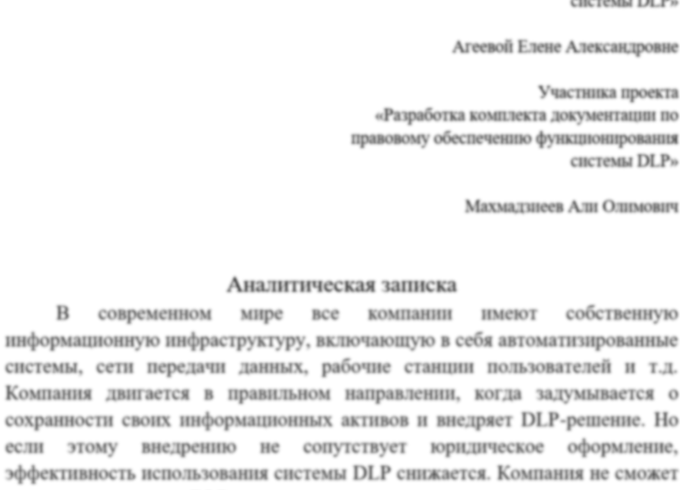 системы DLP»
Агеевой Елене Александровне
Участника проекта
«Разработка комплекта документации по
правовому обеспечению функционирования
системы DLP»
Махмадзиеев Али Олимович
Аналитическая записка
В современном мире все компании имеют собственную
информационную инфраструктуру, включающую в себя автоматизированные
системы, сети передачи данных, рабочие станции пользователей и т.д.
Компания двигается в правильном направлении, когда задумывается о
сохранности своих информационных активов и внедряет DLP-решение. Но
если этому внедрению не сопутствует юридическое оформление,
эффективность использования системы DLP снижается. Компания не сможет